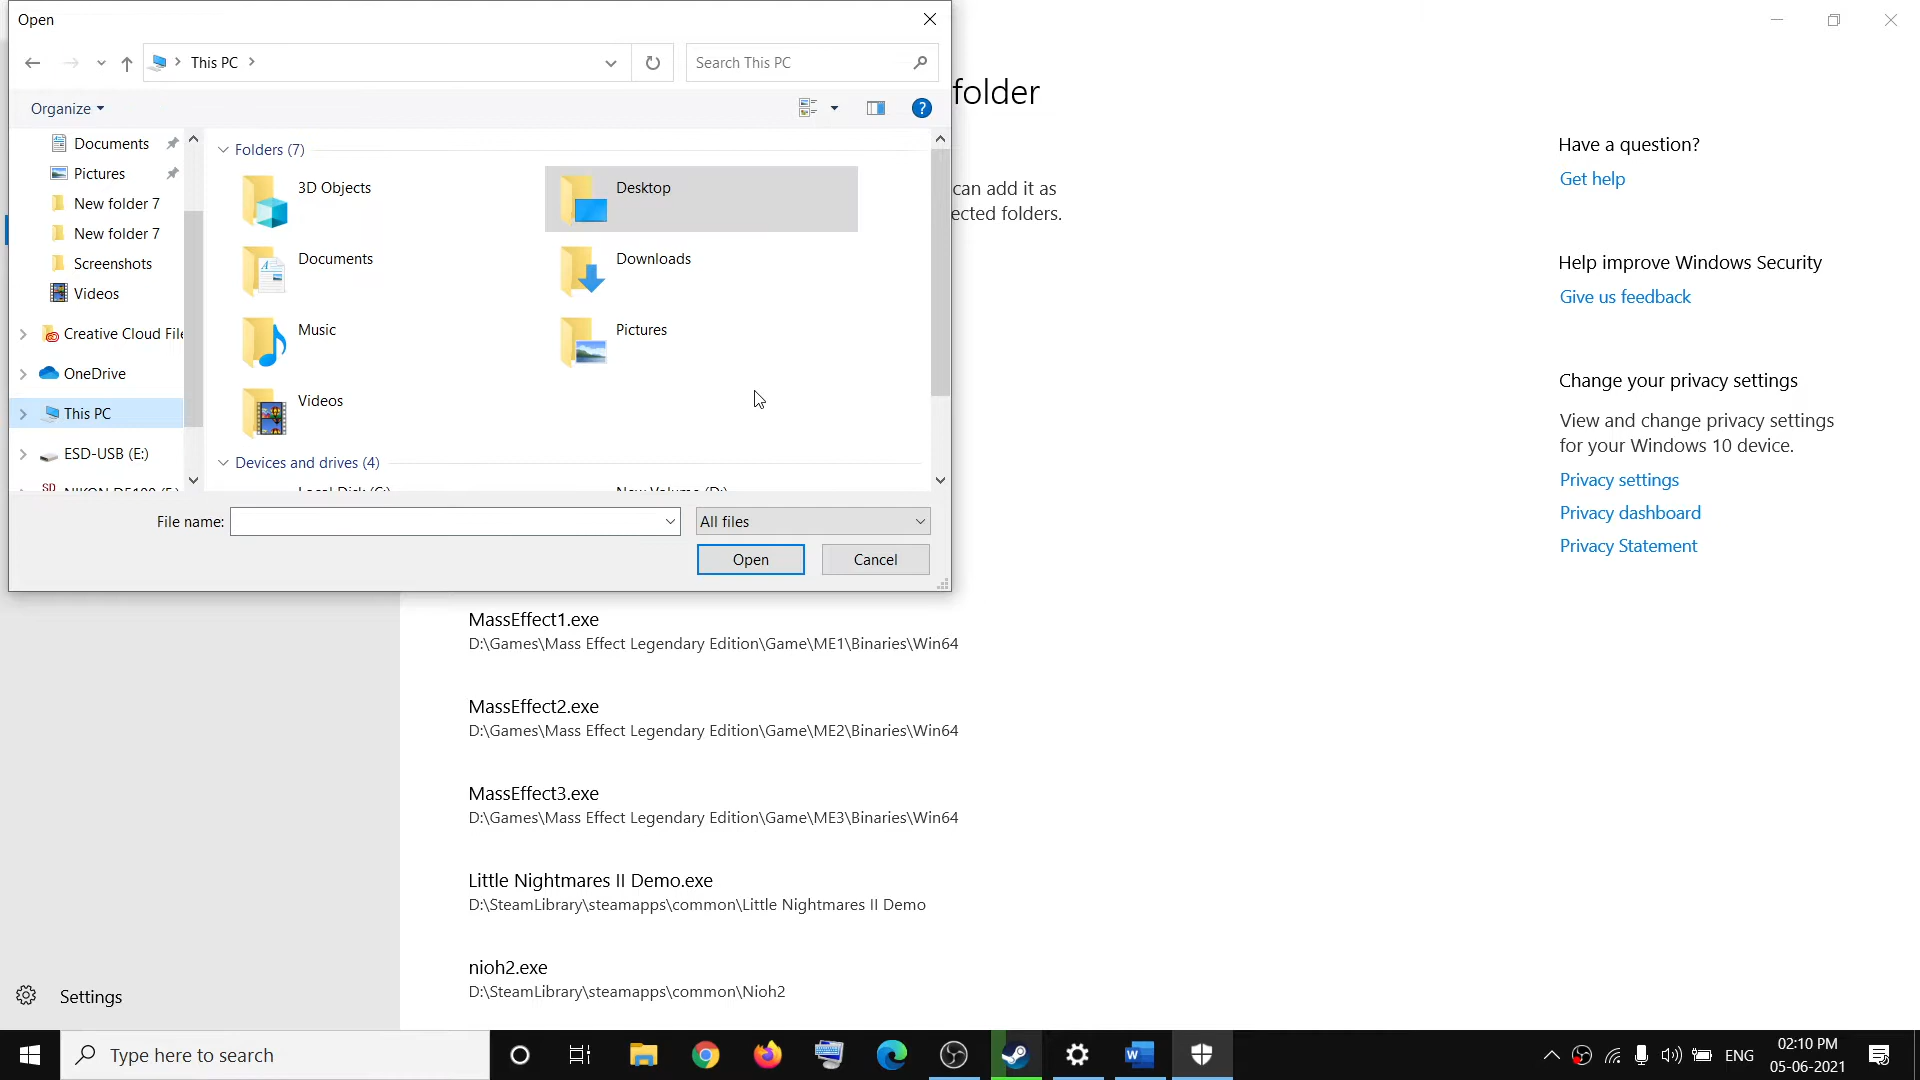 Open
This PC
Search This PC
Organize
Documents
Pictures
New folder 7
New folder 7
Screenshots
Videos
Creative Cloud File
OneDrive
This PC
ESD-USB (E:)
NIKON D5100 (F:)
Folders (7)
3D Objects
Desktop
Documents
Downloads
Music
Pictures
Videos
Devices and drives (4)
Local Disk (C:)
New Volume (D:)
File name:
All files
Open
Cancel
folder
can add it as
ected folders.
MassEffect1.exe
D:\Games\Mass Effect Legendary Edition\Game\ME1\Binaries\Win64
MassEffect2.exe
D:\Games\Mass Effect Legendary Edition\Game\ME2\Binaries\Win64
MassEffect3.exe
D:\Games\Mass Effect Legendary Edition\Game\ME3\Binaries\Win64
Little Nightmares II Demo.exe
D:\SteamLibrary\steamapps\common\Little Nightmares II Demo
nioh2.exe
D:\SteamLibrary\steamapps\common\Nioh2
Have a question?
Get help
Help improve Windows Security
Give us feedback
Change your privacy settings
View and change privacy settings
for your Windows 10 device.
Privacy settings
Privacy dashboard
Privacy Statement
Settings
Type here to search
ENG
02:10 PM
05-06-2021